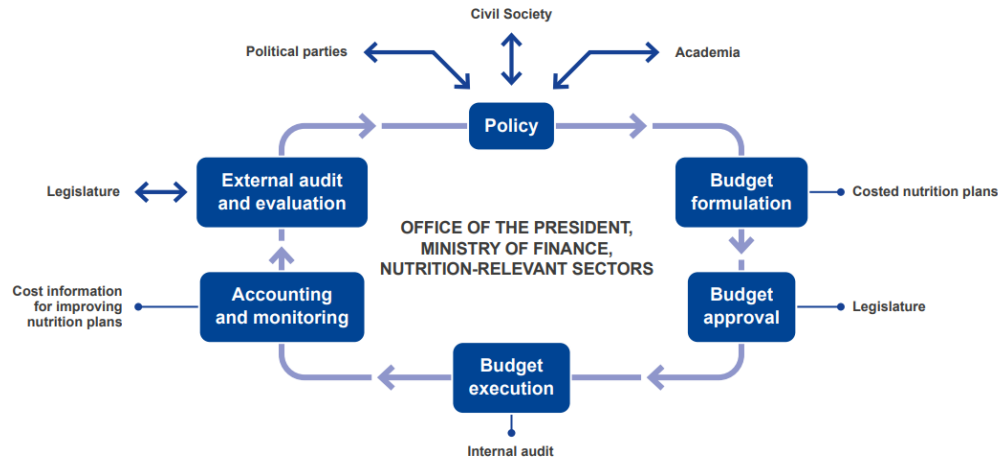 Civil Society
Political parties
Academia
Policy
Legislature
External audit
and evaluation
Budget
formulation
Costed nutrition plans
OFFICE OF THE PRESIDENT,
MINISTRY OF FINANCE,
NUTRITION-RELEVANT SECTORS
Cost information
for improving
nutrition plans
Accounting
and monitoring
Budget
approval
Legislature
Budget
execution
Internal audit